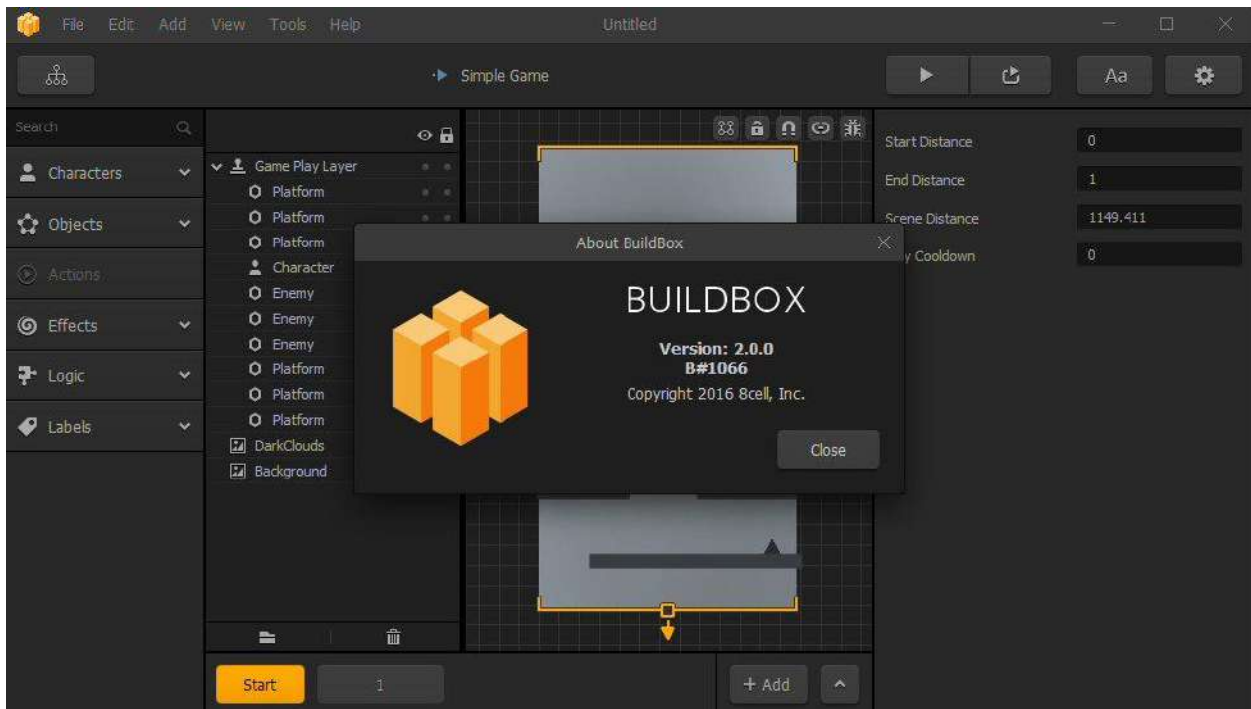 File Edit Add View Tools Help Untitled
Simple Game Aa
Search
Characters
Objects
Actions
Effects
Logic
Labels
Game Play Layer
Platform
Platform
Platform
Character
Enemy
Enemy
Enemy
Platform
Platform
Platform
DarkClouds
Background
About BuildBox
BUILDBOX
Version: 2.0.0
B#1066
Copyright 2016 8cell, Inc.
Close
Start Distance 0
End Distance 1
Scene Distance 1149.411
Cooldown 0
Start 1 + Add